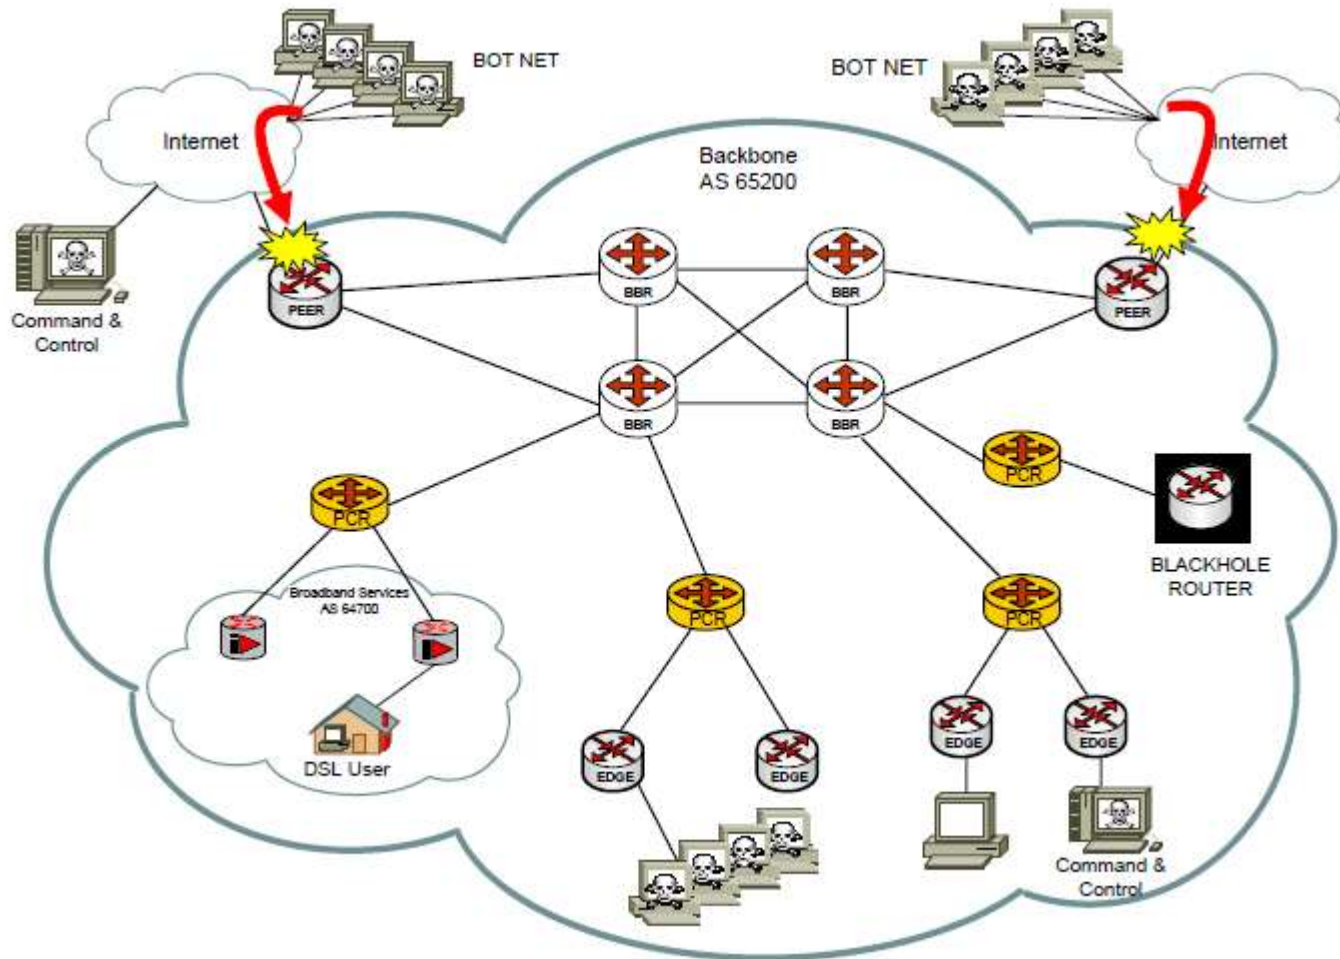 BOT NET
BOT NET
Internet
Internet
Backbone
AS 65200
Command &
Control
PEER
BBR
BBR
PEER
BBR
BBR
PCR
PCR
BLACKHOLE
ROUTER
Broadband Services
AS 64700
PCR
PCR
DSL User
EDGE
EDGE
EDGE
EDGE
Command &
Control